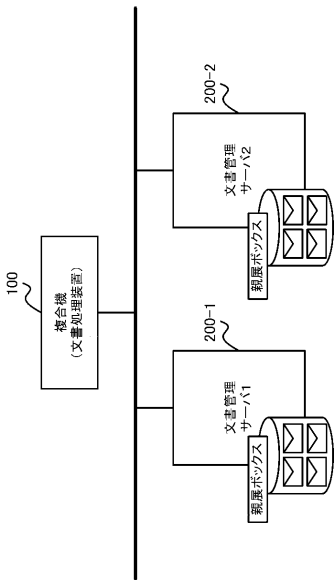 100
複合機
(文書処理装置)
200-1
文書管理
サーバ1
親展ボックス
200-2
文書管理
サーバ2
親展ボックス